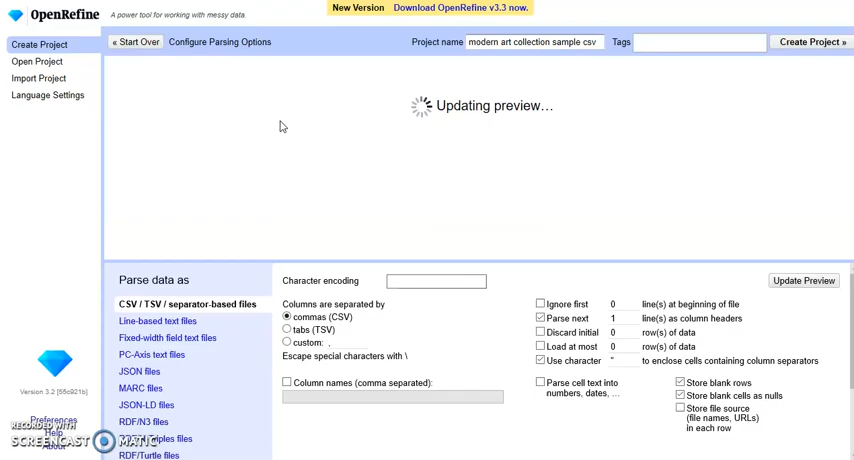 New Version Download OpenRefine v3.3 now.
OpenRefine A power tool for working with messy data.
Create Project
Open Project
Import Project
Language Settings
« Start Over Configure Parsing Options Project name modern art collection sample csv Tags Create Project »
Updating preview…
Parse data as
CSV / TSV / separator-based files
Line-based text files
Fixed-width field text files
PC-Axis text files
JSON files
MARC files
JSON-LD files
RDF/N3 files
Triples files
RDF/Turtle files
Character encoding
Update Preview
Columns are separated by
commas (CSV)
tabs (TSV)
custom: ,
Escape special characters with \
Column names (comma separated):
Ignore first 0 line(s) at beginning of file
Parse next 1 line(s) as column headers
Discard initial 0 row(s) of data
Load at most 0 row(s) of data
Use character " to enclose cells containing column separators
Parse cell text into
numbers, dates, …
Store blank rows
Store blank cells as nulls
Store file source
(file names, URLs)
in each row
Version 3.2 [55c921b]
Preferences
Help
About
RECORDED WITH
SCREENCAST MATIC